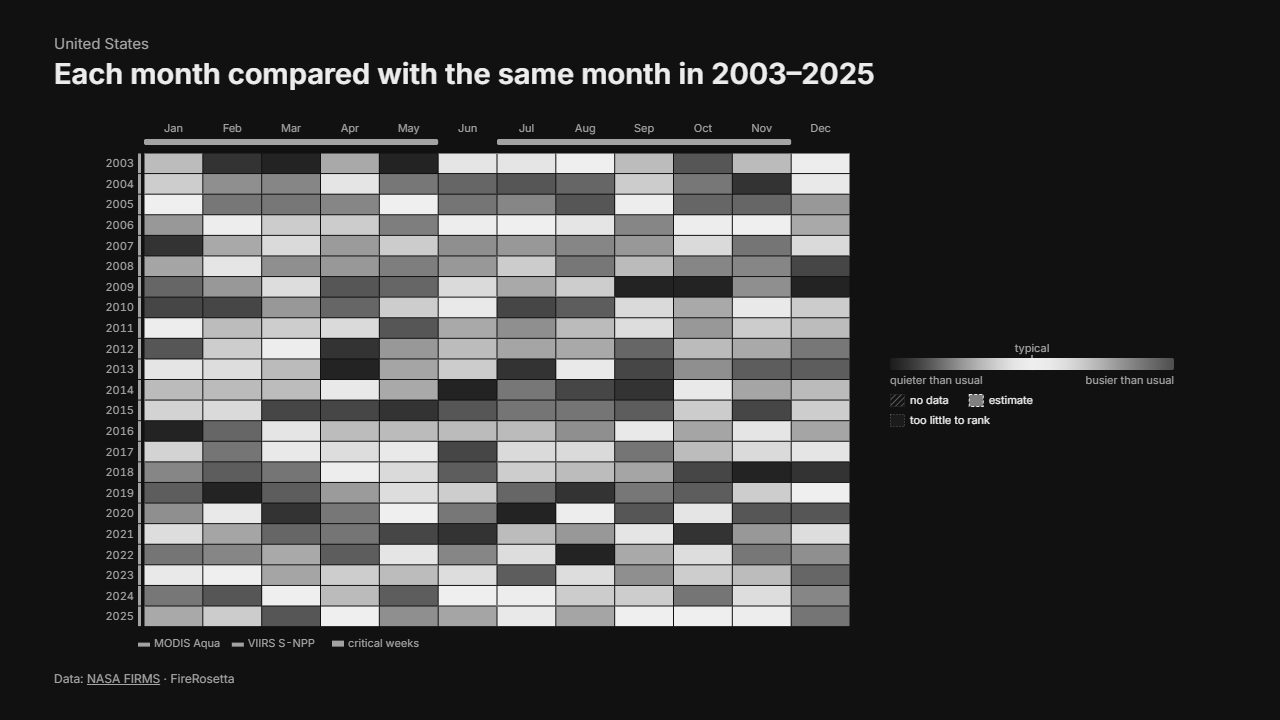 United States
Each month compared with the same month in 2003–2025
Jan Feb Mar Apr May Jun Jul Aug Sep Oct Nov Dec
2003
2004
2005
2006
2007
2008
2009
2010
2011
2012
2013
2014
2015
2016
2017
2018
2019
2020
2021
2022
2023
2024
2025
typical
quieter than usual busier than usual
no data estimate
too little to rank
MODIS Aqua VIIRS S-NPP critical weeks
Data: NASA FIRMS · FireRosetta